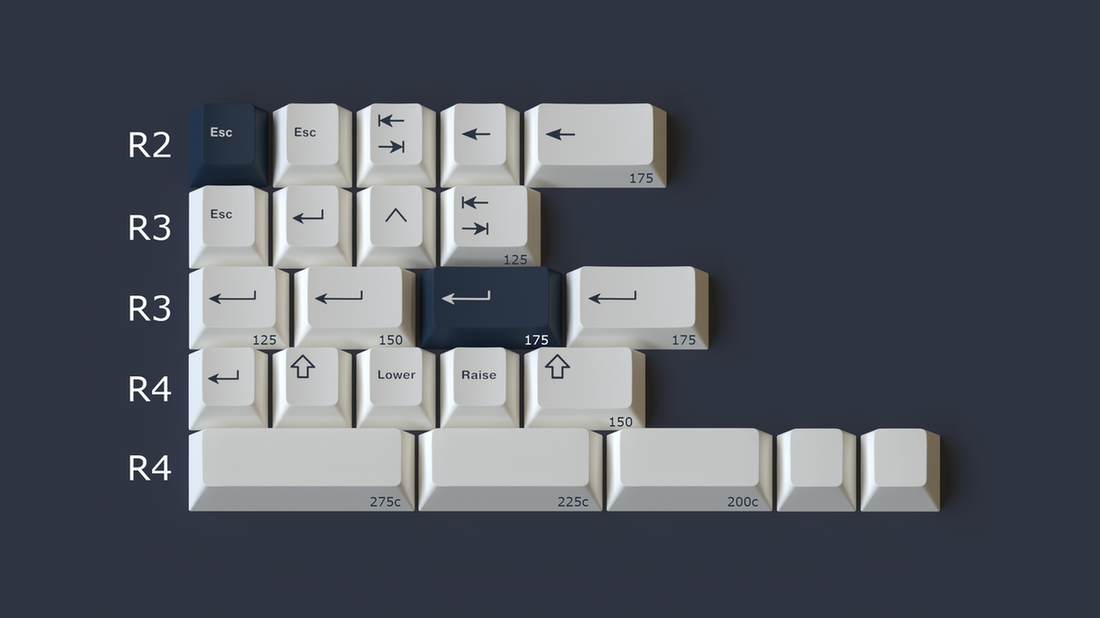 R2 Esc Esc
175
R3 Esc
125
R3
125 150 175 175
R4 Lower Raise
150
R4
275c 225c 200c